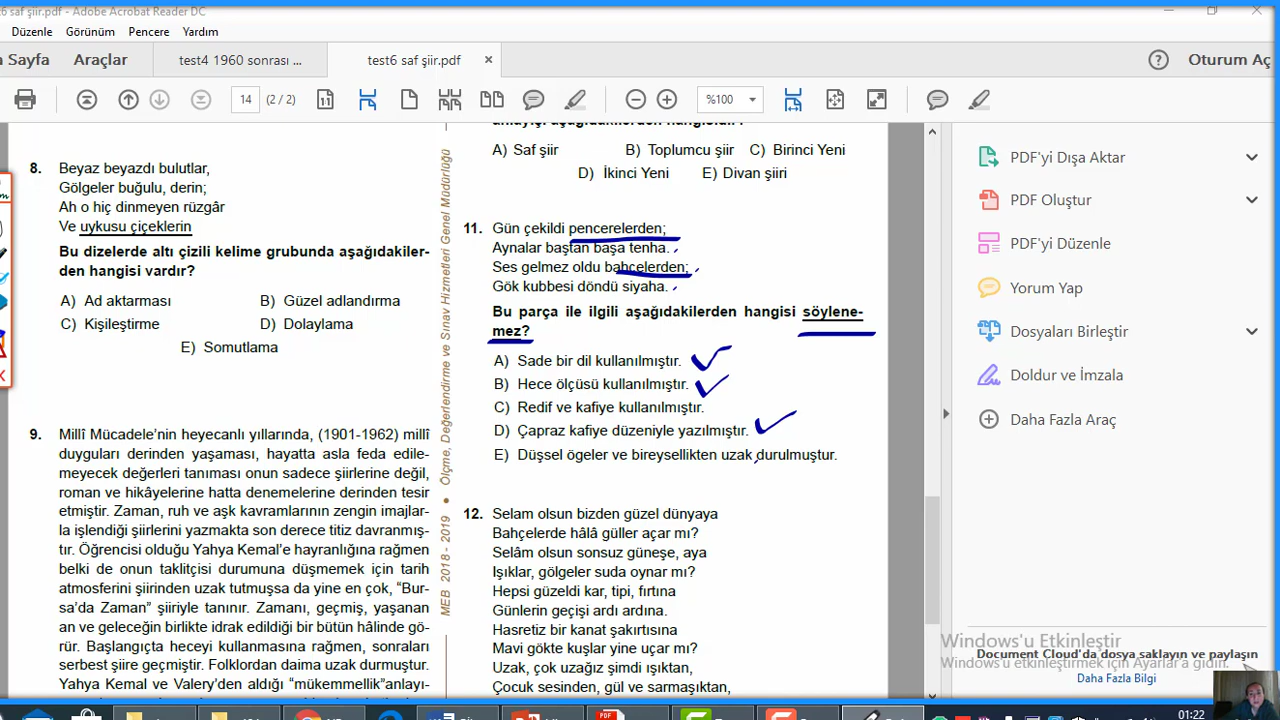 t6 saf şiir.pdf - Adobe Acrobat Reader DC
Düzenle Görünüm Pencere Yardım
Sayfa Araçlar test4 1960 sonrası ... test6 saf şiir.pdf × Oturum Aç
14 (2 / 2) %100
8. Beyaz beyazdı bulutlar,
Gölgeler buğulu, derin;
Ah o hiç dinmeyen rüzgâr
Ve uykusu çiçeklerin
Bu dizelerde altı çizili kelime grubunda aşağıdakiler-
den hangisi vardır?
A) Ad aktarması B) Güzel adlandırma
C) Kişileştirme D) Dolaylama
E) Somutlama
9. Millî Mücadele'nin heyecanlı yıllarında, (1901-1962) millî
duyguları derinden yaşaması, hayatta asla feda edile-
meyecek değerleri tanıması onun sadece şiirlerine değil,
roman ve hikâyelerine hatta denemelerine derinden tesir
etmiştir. Zaman, ruh ve aşk kavramlarının zengin imajlar-
la işlendiği şiirlerini yazmakta son derece titiz davranmış-
tır. Öğrencisi olduğu Yahya Kemal'e hayranlığına rağmen
belki de onun taklitçisi durumuna düşmemek için tarih
atmosferini şiirinden uzak tutmuşsa da yine en çok, “Bur-
sa'da Zaman” şiiriyle tanınır. Zamanı, geçmiş, yaşanan
an ve geleceğin birlikte idrak edildiği bir bütün hâlinde gö-
rür. Başlangıçta heceyi kullanmasına rağmen, sonraları
serbest şiire geçmiştir. Folklordan daima uzak durmuştur.
Yahya Kemal ve Valery'den aldığı “mükemmellik”anlayı-
MEB 2018 - 2019 ● Ölçme, Değerlendirme ve Sınav Hizmetleri Genel Müdürlüğü
anlayışı aşağıdakilerden hangisidir?
A) Saf şiir B) Toplumcu şiir C) Birinci Yeni
D) İkinci Yeni E) Divan şiiri
11. Gün çekildi pencerelerden;
Aynalar baştan başa tenha.
Ses gelmez oldu bahçelerden;
Gök kubbesi döndü siyaha.
Bu parça ile ilgili aşağıdakilerden hangisi söylene-
mez?
A) Sade bir dil kullanılmıştır.
B) Hece ölçüsü kullanılmıştır.
C) Redif ve kafiye kullanılmıştır.
D) Çapraz kafiye düzeniyle yazılmıştır.
E) Düşsel ögeler ve bireysellikten uzak durulmuştur.
12. Selam olsun bizden güzel dünyaya
Bahçelerde hâlâ güller açar mı?
Selâm olsun sonsuz güneşe, aya
Işıklar, gölgeler suda oynar mı?
Hepsi güzeldi kar, tipi, fırtına
Günlerin geçişi ardı ardına.
Hasretiz bir kanat şakırtısına
Mavi gökte kuşlar yine uçar mı?
Uzak, çok uzağız şimdi ışıktan,
Çocuk sesinden, gül ve sarmaşıktan,
PDF'yi Dışa Aktar
PDF Oluştur
PDF'yi Düzenle
Yorum Yap
Dosyaları Birleştir
Doldur ve İmzala
Daha Fazla Araç
Windows'u Etkinleştir
Document Cloud'da dosya saklayın ve paylaşın
Windows'u etkinleştirmek için Ayarlar'a gidin.
Daha Fazla Bilgi
01:22